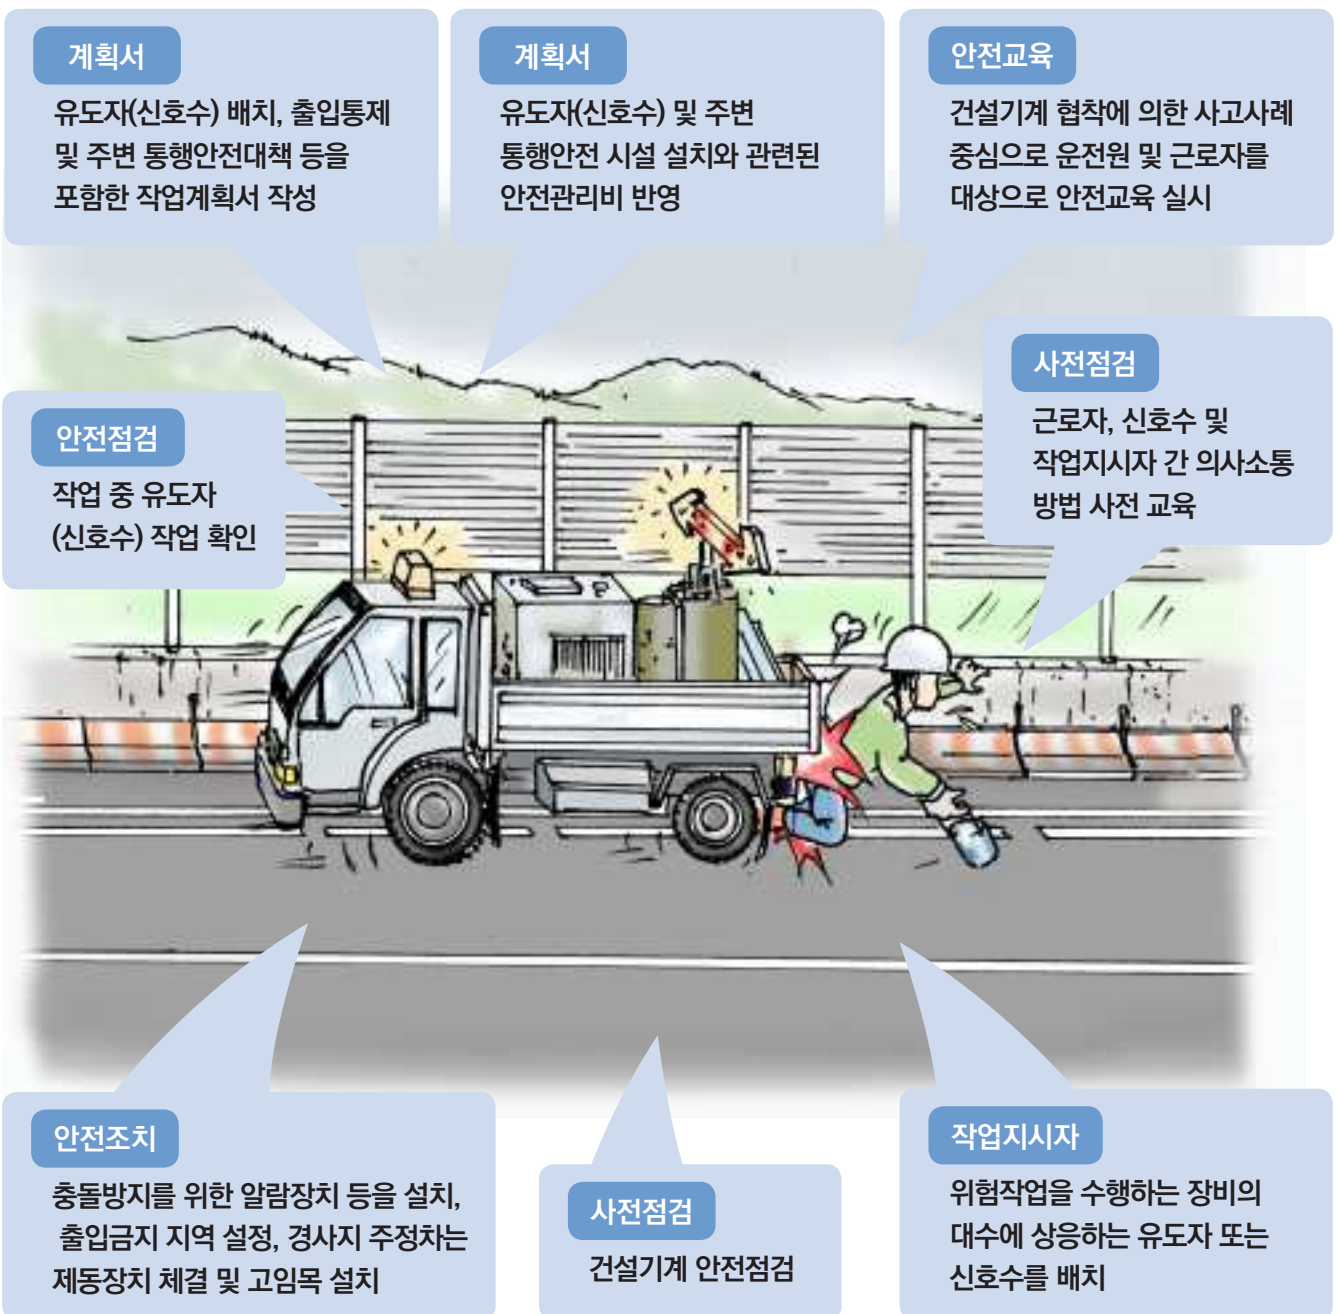 계획서
유도자(신호수) 배치, 출입통제
및 주변 통행안전대책 등을
포함한 작업계획서 작성
계획서
유도자(신호수) 및 주변
통행안전 시설 설치와 관련된
안전관리비 반영
안전교육
건설기계 협착에 의한 사고사례
중심으로 운전원 및 근로자를
대상으로 안전교육 실시
사전점검
근로자, 신호수 및
작업지시자 간 의사소통
방법 사전 교육
안전점검
작업 중 유도자
(신호수) 작업 확인
안전조치
충돌방지를 위한 알람장치 등을 설치,
출입금지 지역 설정, 경사지 주정차는
제동장치 체결 및 고임목 설치
사전점검
건설기계 안전점검
작업지시자
위험작업을 수행하는 장비의
대수에 상응하는 유도자 또는
신호수를 배치